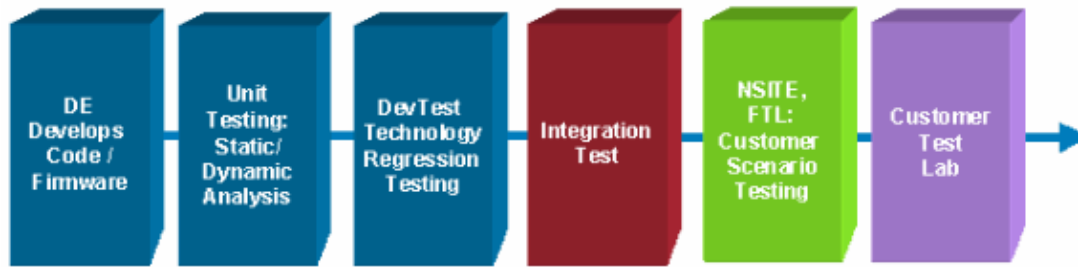 DE
Develops
Code /
Firmware
Unit
Testing:
Static/
Dynamic
Analysis
DevTest
Technology
Regression
Testing
Integration
Test
NSITE,
FTL:
Customer
Scenario
Testing
Customer
Test
Lab